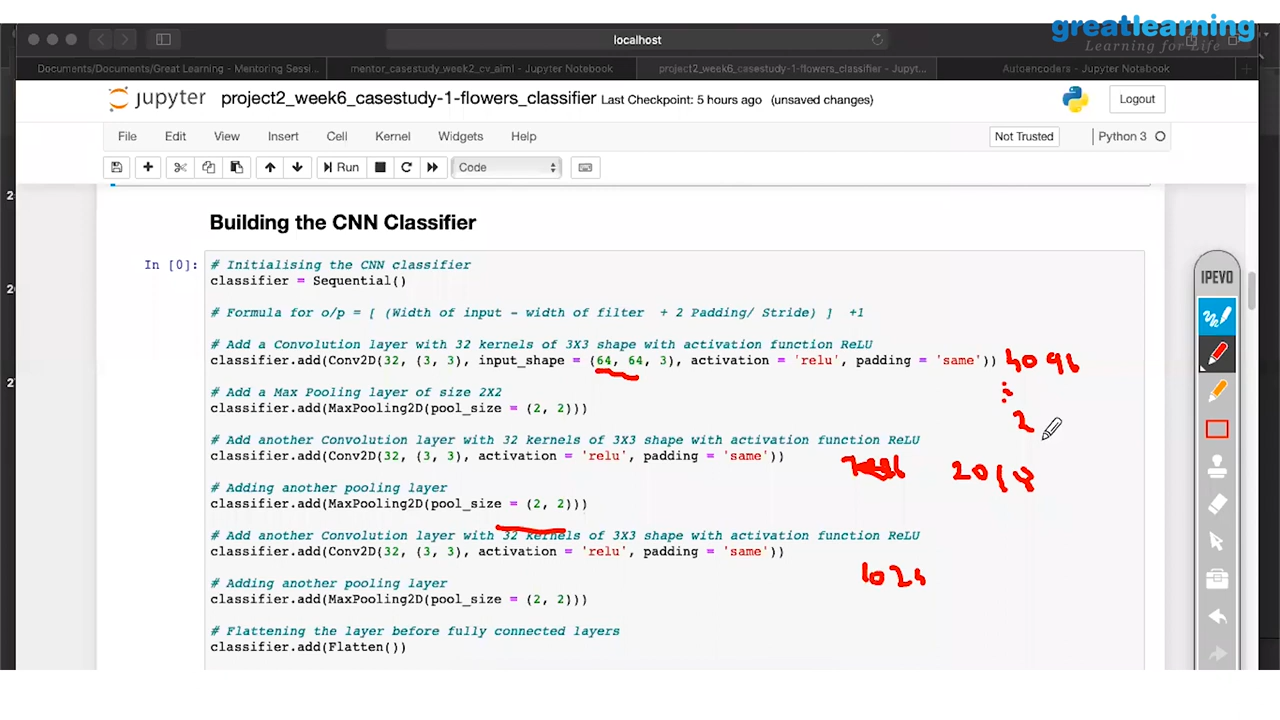 greatlearning
Learning for Life
localhost
Documents/Documents/Great Learning - Mentoring Sessi...
mentor_casestudy_week2_cv_aiml - Jupyter Notebook
project2_week6_casestudy-1-flowers_classifier - Jupyt...
Autoencoders - Jupyter Notebook
jupyter project2_week6_casestudy-1-flowers_classifier Last Checkpoint: 5 hours ago (unsaved changes)
Logout
File Edit View Insert Cell Kernel Widgets Help
Not Trusted
Python 3
Run
Code
IPEVO
Building the CNN Classifier
In [0]: # Initialising the CNN classifier
classifier = Sequential()
# Formula for o/p = [ (Width of input - width of filter + 2 Padding/ Stride) ] +1
# Add a Convolution layer with 32 kernels of 3X3 shape with activation function ReLU
classifier.add(Conv2D(32, (3, 3), input_shape = (64, 64, 3), activation = 'relu', padding = 'same')) 4096
# Add a Max Pooling layer of size 2X2
classifier.add(MaxPooling2D(pool_size = (2, 2)))
2
# Add another Convolution layer with 32 kernels of 3X3 shape with activation function ReLU
classifier.add(Conv2D(32, (3, 3), activation = 'relu', padding = 'same'))
2018
# Adding another pooling layer
classifier.add(MaxPooling2D(pool_size = (2, 2)))
# Add another Convolution layer with 32 kernels of 3X3 shape with activation function ReLU
classifier.add(Conv2D(32, (3, 3), activation = 'relu', padding = 'same'))
1024
# Adding another pooling layer
classifier.add(MaxPooling2D(pool_size = (2, 2)))
# Flattening the layer before fully connected layers
classifier.add(Flatten())